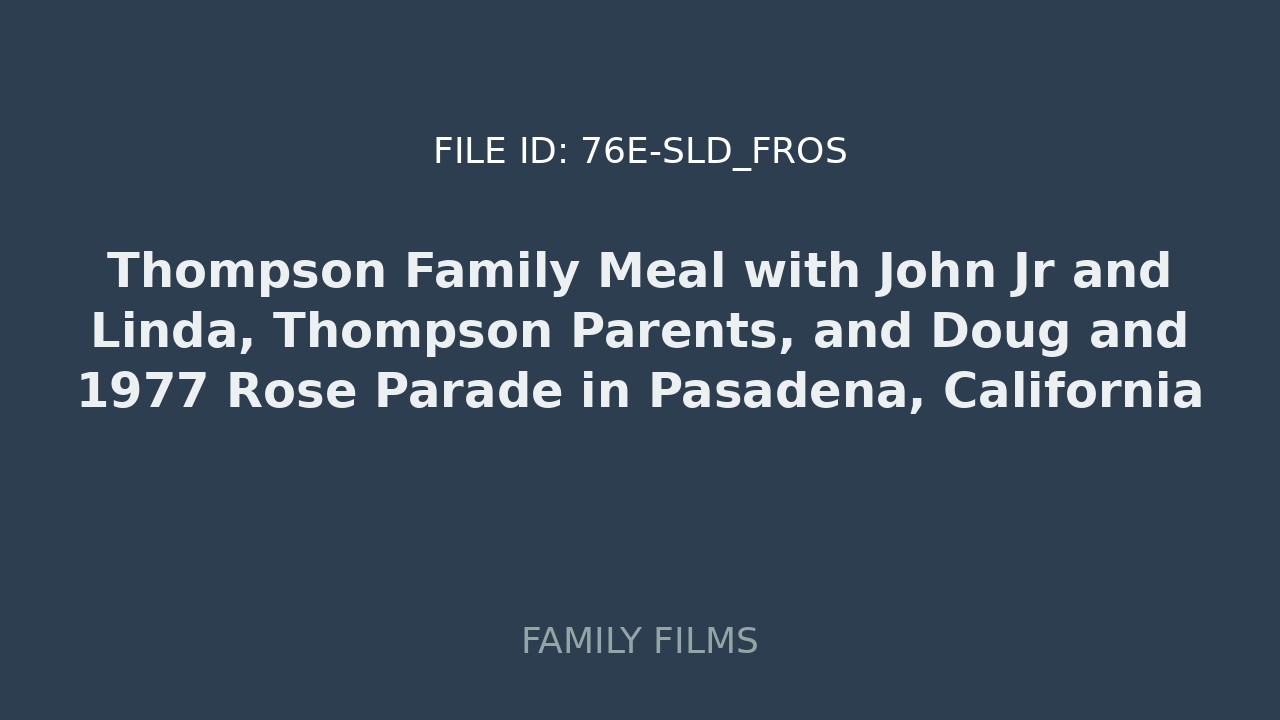 FILE ID: 76E-SLD_FROS
Thompson Family Meal with John Jr and
Linda, Thompson Parents, and Doug and
1977 Rose Parade in Pasadena, California
FAMILY FILMS